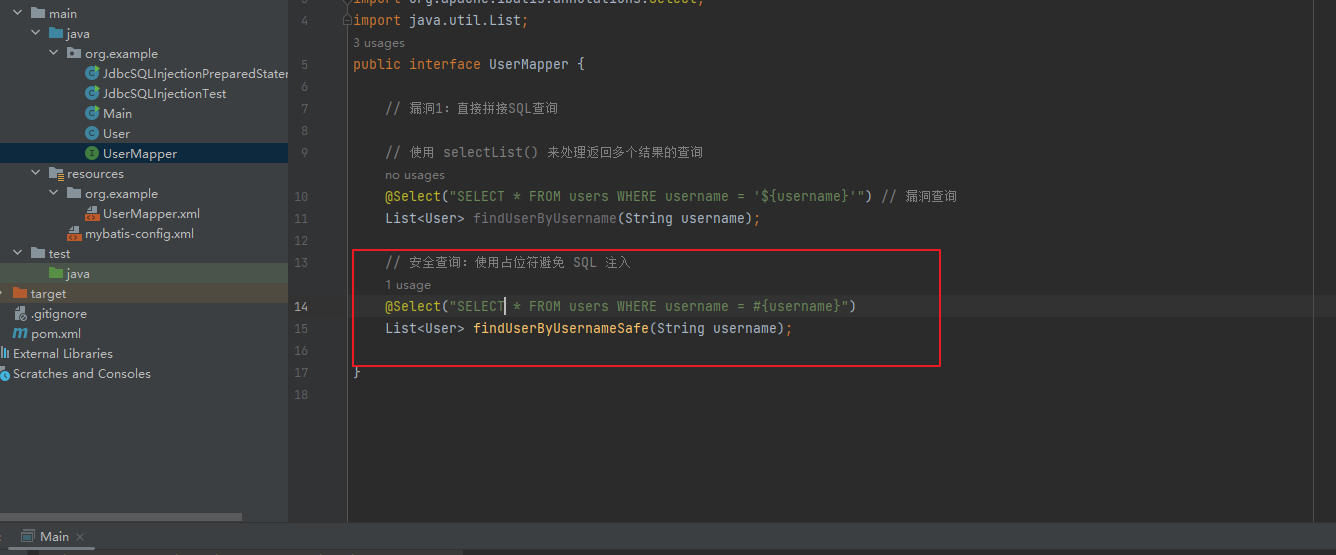 main
java
org.example
JdbcSQLInjectionPreparedStater
JdbcSQLInjectionTest
Main
User
UserMapper
resources
org.example
UserMapper.xml
mybatis-config.xml
test
java
target
.gitignore
pom.xml
External Libraries
Scratches and Consoles
3 import org.apache.ibatis.annotations.Select;
4 import java.util.List;
3 usages
5 public interface UserMapper {
6
7 // 漏洞1: 直接拼接SQL查询
8
9 // 使用 selectList() 来处理返回多个结果的查询
no usages
10 @Select("SELECT * FROM users WHERE username = '${username}'") // 漏洞查询
11 List<User> findUserByUsername(String username);
12
13 // 安全查询: 使用占位符避免 SQL 注入
1 usage
14 @Select("SELECT * FROM users WHERE username = #{username}")
15 List<User> findUserByUsernameSafe(String username);
16
17 }
18
Main